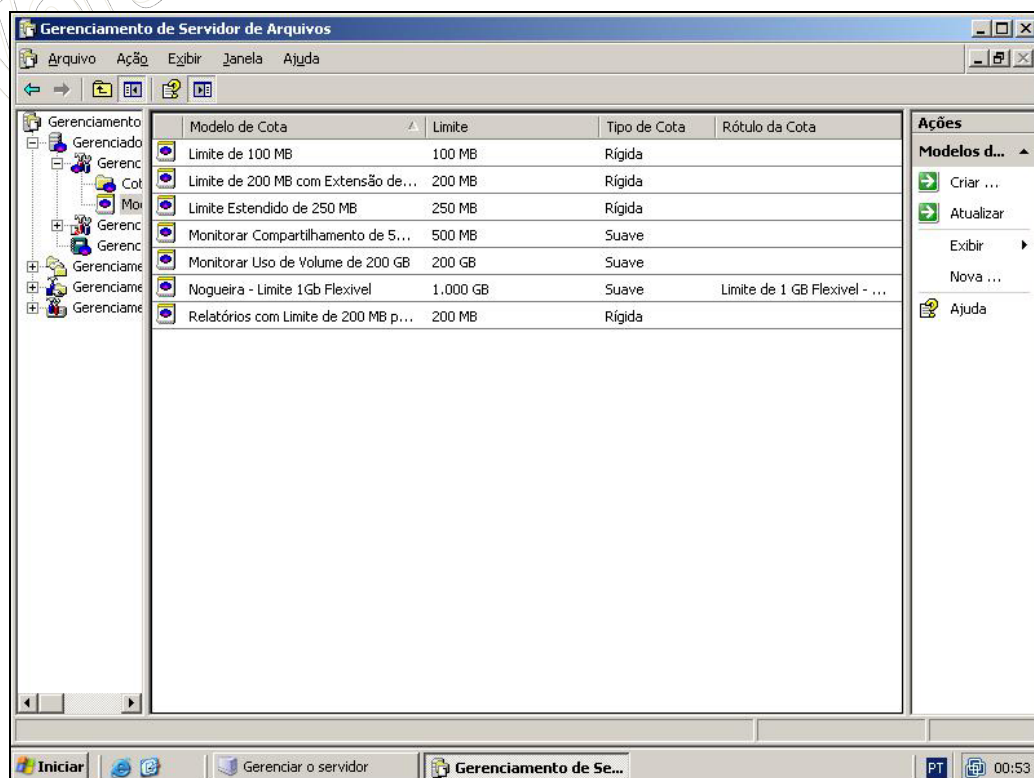 Gerenciamento de Servidor de Arquivos
Arquivo Ação Exibir Janela Ajuda
Gerenciamento
Gerenciado
Gerenc
Cot
Mo
Gerenc
Gerenc
Gerenciame
Gerenciame
Gerenciame
Modelo de Cota Limite Tipo de Cota Rótulo da Cota
Limite de 100 MB 100 MB Rígida
Limite de 200 MB com Extensão de... 200 MB Rígida
Limite Estendido de 250 MB 250 MB Rígida
Monitorar Compartilhamento de 5... 500 MB Suave
Monitorar Uso de Volume de 200 GB 200 GB Suave
Nogueira - Limite 1Gb Flexivel 1.000 GB Suave Limite de 1 GB Flexivel - ...
Relatórios com Limite de 200 MB p... 200 MB Rígida
Ações
Modelos d...
Criar ...
Atualizar
Exibir
Nova ...
Ajuda
Iniciar Gerenciar o servidor Gerenciamento de Se... PT 00:53